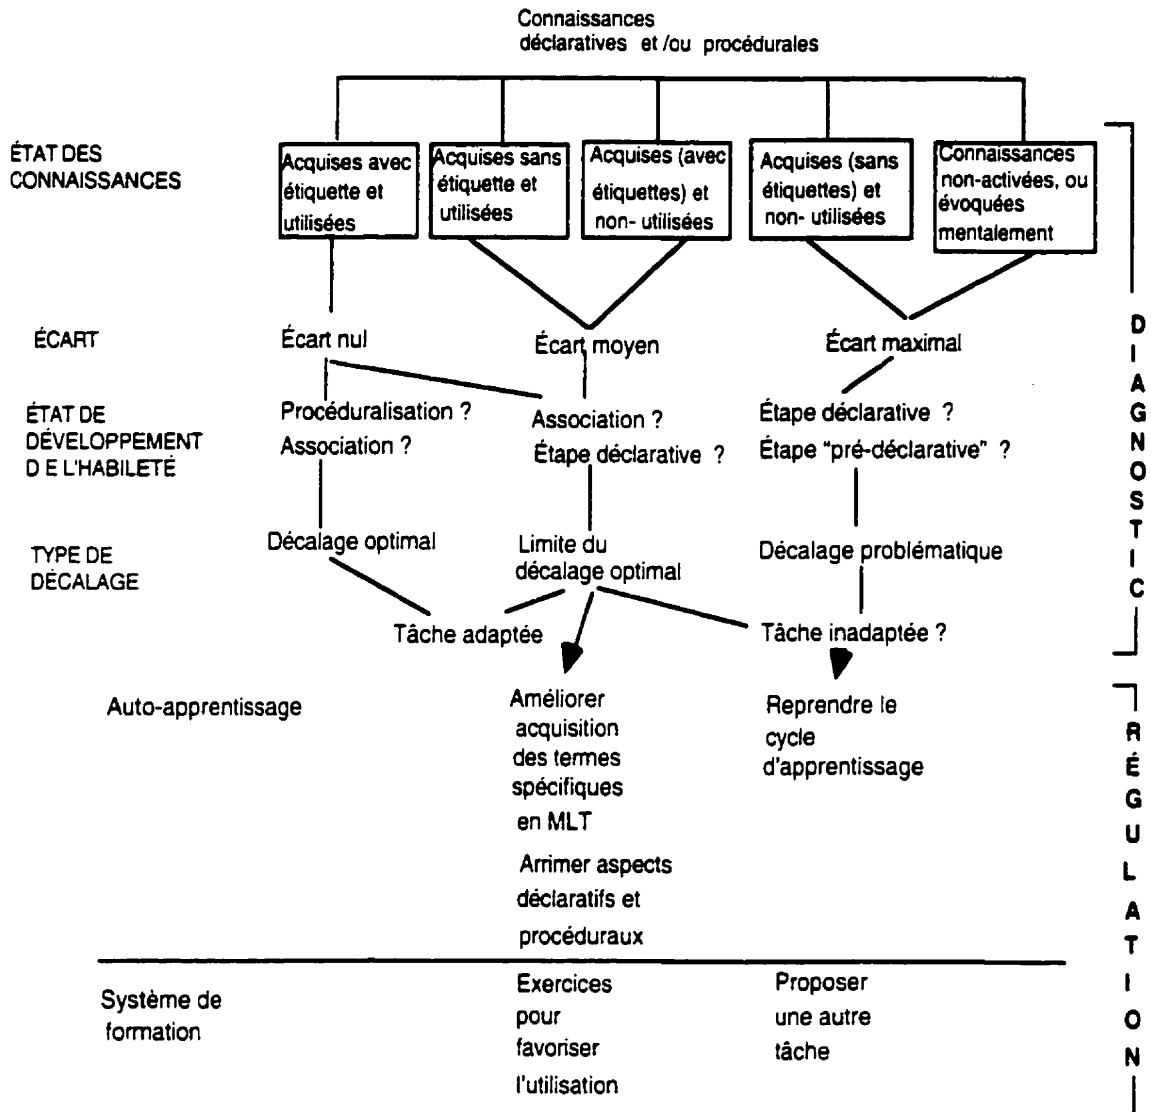 Connaissances
déclaratives et /ou procédurales
ÉTAT DES
CONNAISSANCES
Acquises avec
étiquette et
utilisées
Acquises sans
étiquette et
utilisées
Acquises (avec
étiquettes) et
non- utilisées
Acquises (sans
étiquettes) et
non- utilisées
Connaissances
non-activées, ou
évoquées
mentalement
ÉCART
Écart nul
Écart moyen
Écart maximal
ÉTAT DE
DÉVELOPPEMENT
D E L'HABILETÉ
Procéduralisation ?
Association ?
Association ?
Étape déclarative ?
Étape déclarative ?
Étape "pré-déclarative" ?
TYPE DE
DÉCALAGE
Décalage optimal
Limite du
décalage optimal
Décalage problématique
Tâche adaptée
Tâche inadaptée ?
DIAGNOSTIC
Auto-apprentissage
Améliorer
acquisition
des termes
spécifiques
en MLT
Arrimer aspects
déclaratifs et
procéduraux
Reprendre le
cycle
d'apprentissage
Système de
formation
Exercices
pour
favoriser
l'utilisation
Proposer
une autre
tâche
RÉGULATION